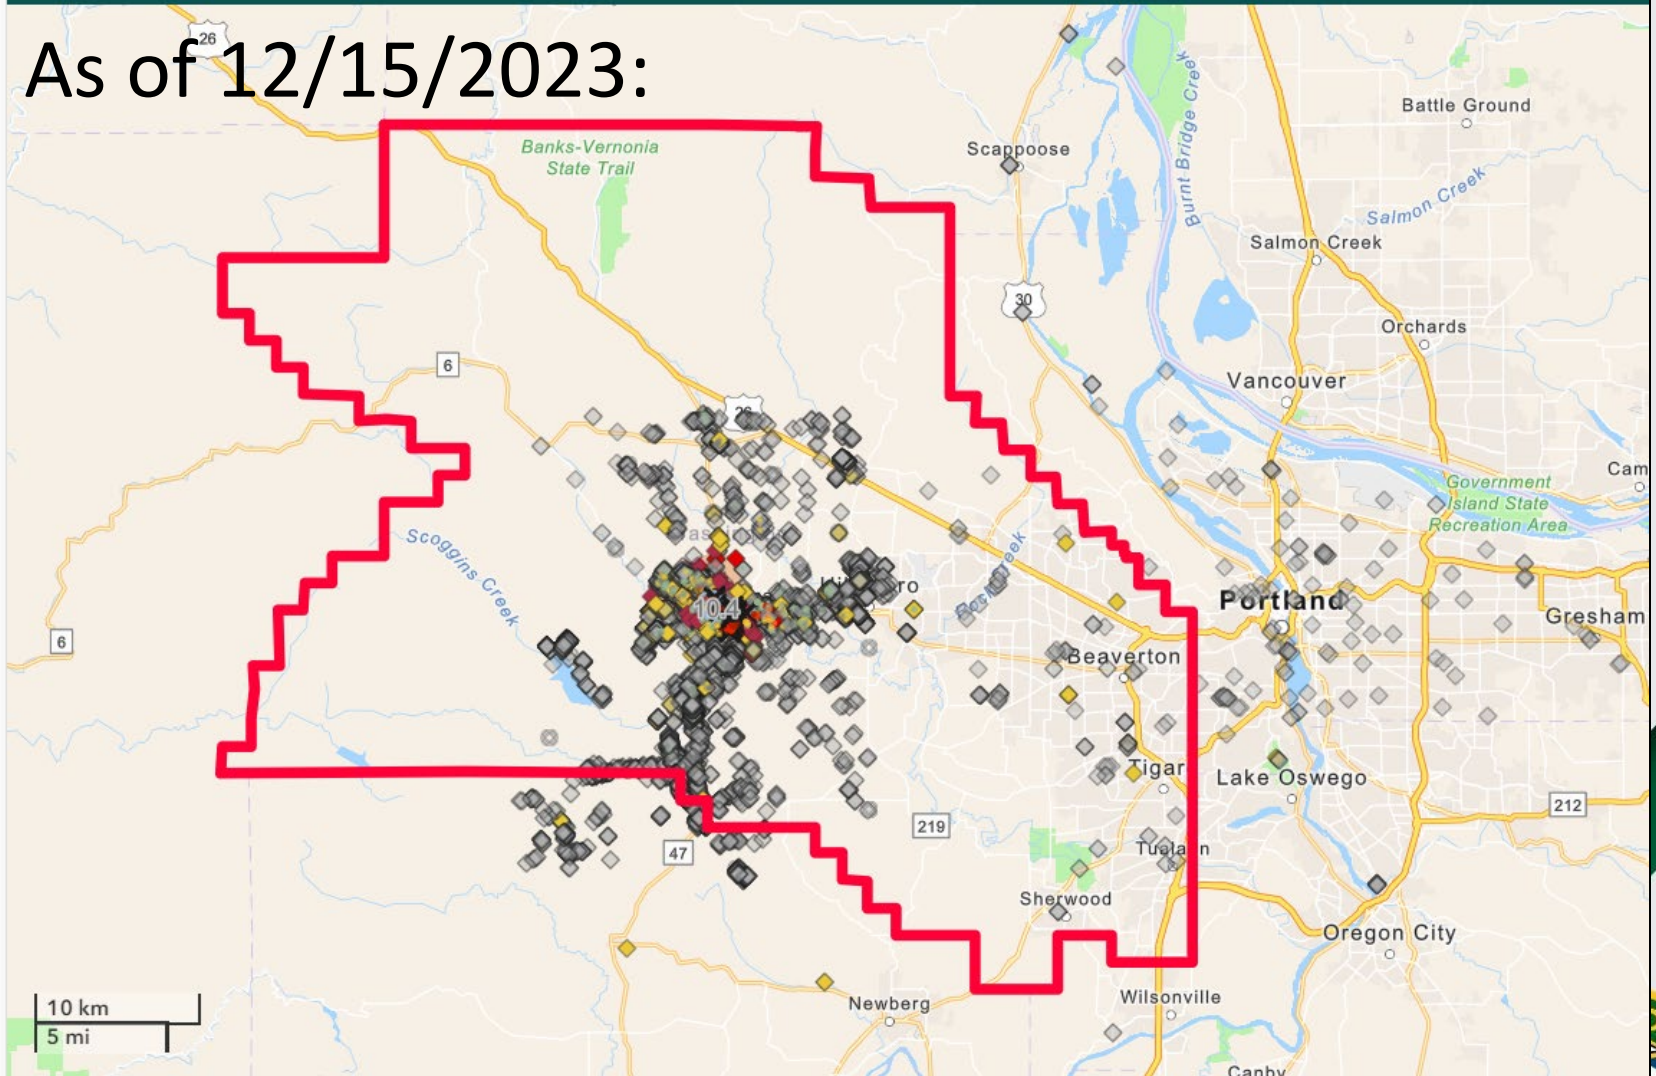 26
As of 12/15/2023:
Battle Ground
Banks-Vernonia
State Trail
Scappoose
Burnt Bridge Creek
Salmon Creek
Salmon Creek
30
Orchards
6
Vancouver
26
Cam
Government
Island State
Recreation Area
Scoggins Creek
ro
Portland
10.4
6
Gresham
Beaverton
Tigar
Lake Oswego
212
219
47
Sherwood
Oregon City
10 km
5 mi
Newberg
Wilsonville
Canby